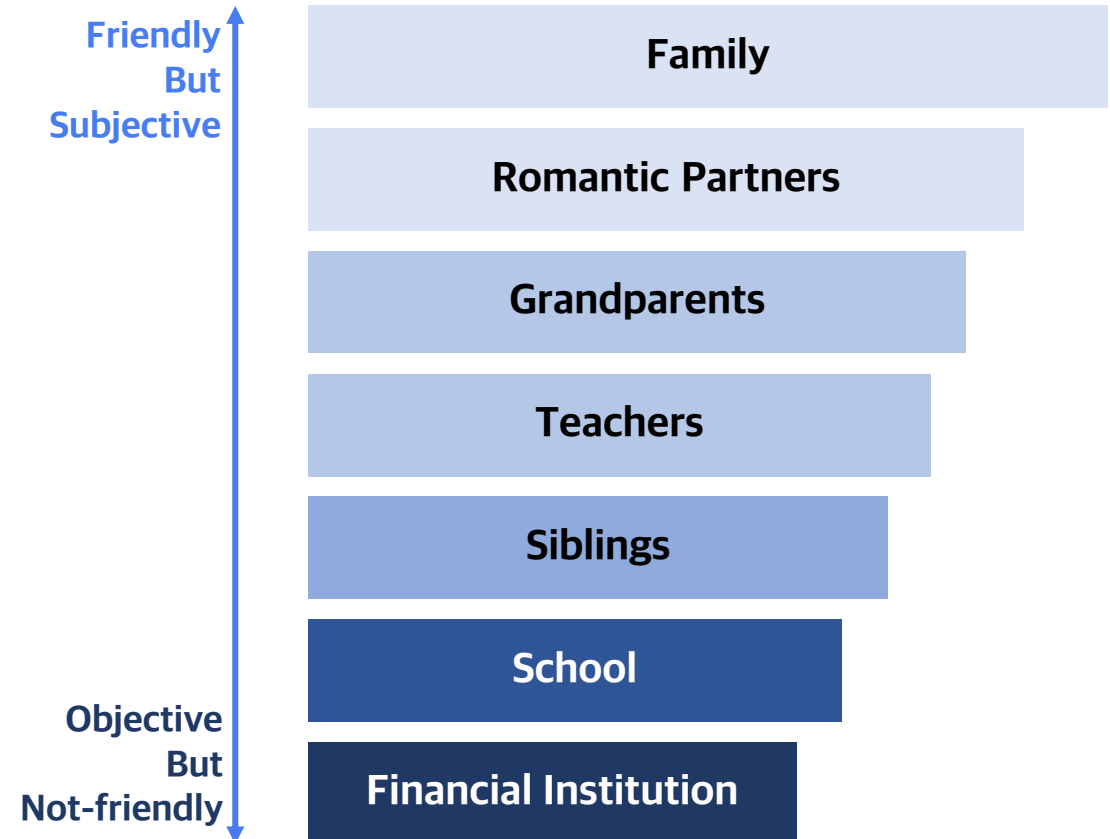 Friendly
But
Subjective
Family
Romantic Partners
Grandparents
Teachers
Siblings
School
Objective
But
Not-friendly
Financial Institution